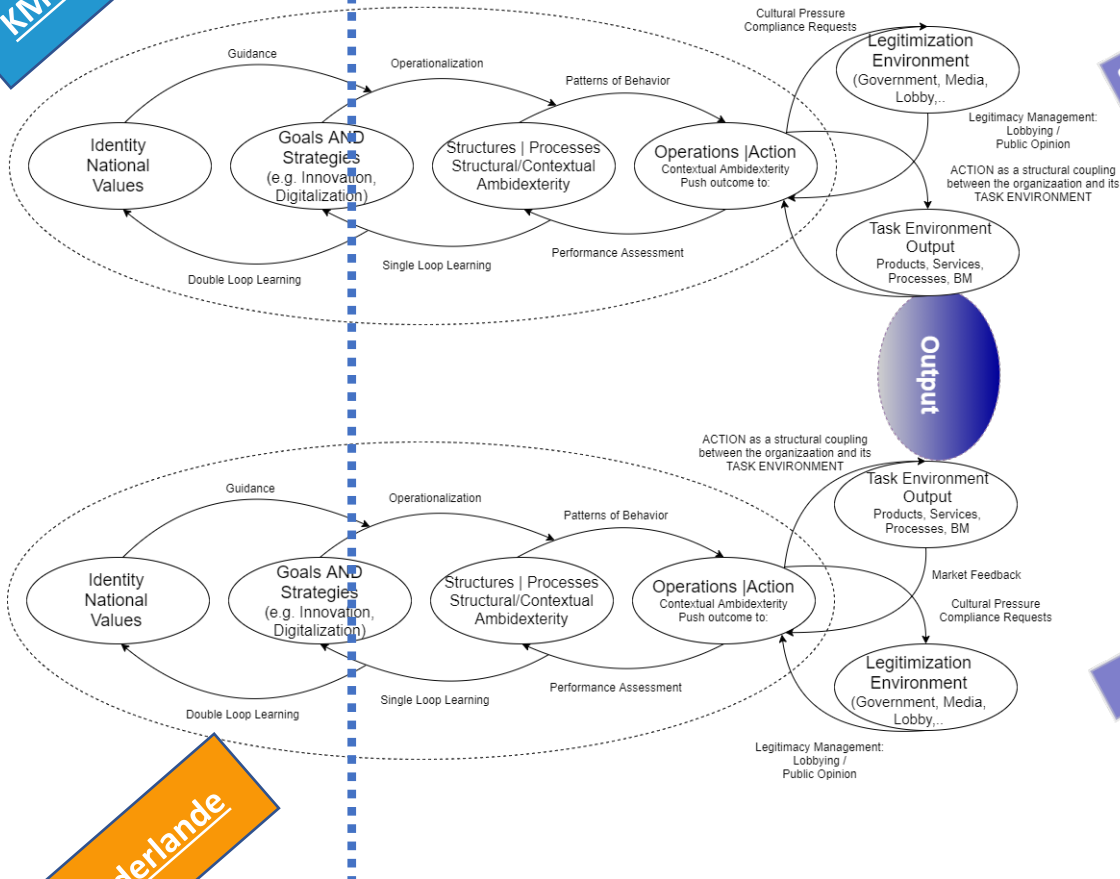 KM
Cultural Pressure
Compliance Requests
Legitimization
Environment
(Government, Media,
Lobby,..
Guidance
Operationalization
Patterns of Behavior
Legitimacy Management:
Lobbying /
Public Opinion
Identity
National
Values
Goals AND
Strategies
(e.g. Innovation,
Digitalization)
Structures | Processes
Structural/Contextual
Ambidexterity
Operations |Action
Contextual Ambidexterity
Push outcome to:
ACTION as a structural coupling
between the organizaation and its
TASK ENVIRONMENT
Task Environment
Output
Products, Services,
Processes, BM
Double Loop Learning
Single Loop Learning
Performance Assessment
Output
ACTION as a structural coupling
between the organizaation and its
TASK ENVIRONMENT
Task Environment
Output
Products, Services,
Processes, BM
Guidance
Operationalization
Patterns of Behavior
Market Feedback
Identity
National
Values
Goals AND
Strategies
(e.g. Innovation,
Digitalization)
Structures | Processes
Structural/Contextual
Ambidexterity
Operations |Action
Contextual Ambidexterity
Push outcome to:
Cultural Pressure
Compliance Requests
Legitimization
Environment
(Government, Media,
Lobby,..
Double Loop Learning
Single Loop Learning
Performance Assessment
Legitimacy Management:
Lobbying /
Public Opinion
derlande